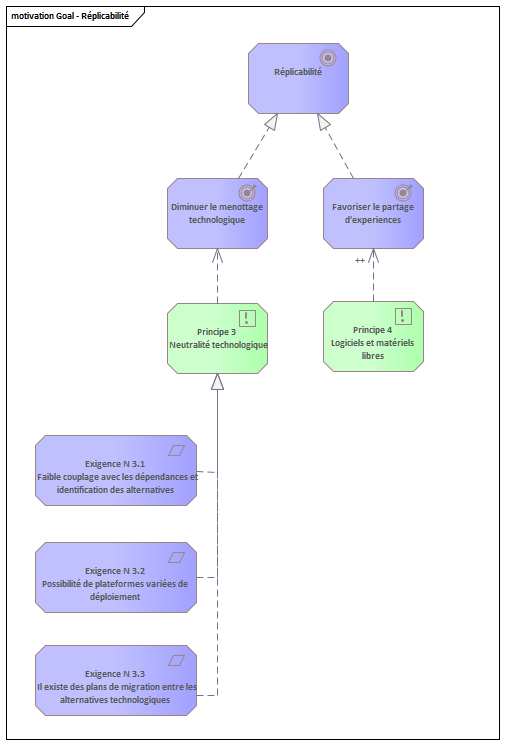 motivation Goal - Réplicabilité
Réplicabilité
Diminuer le menottage
technologique
Favoriser le partage
d'experiences
++
Principe 3
Neutralité technologique
Principe 4
Logiciels et matériels
libres
Exigence N 3.1
Faible couplage avec les dépendances et
identification des alternatives
Exigence N 3.2
Possibilité de plateformes variées de
déploiement
Exigence N 3.3
Il existe des plans de migration entre les
alternatives technologiques